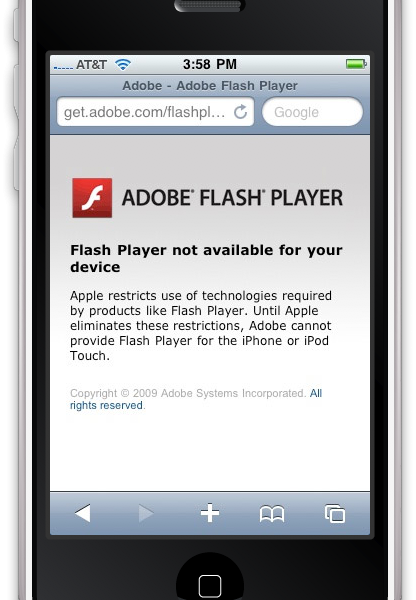 AT&T 3:58 PM
Adobe - Adobe Flash Player
get.adobe.com/flashpl... Google
ADOBE® FLASH® PLAYER
Flash Player not available for your
device
Apple restricts use of technologies required
by products like Flash Player. Until Apple
eliminates these restrictions, Adobe cannot
provide Flash Player for the iPhone or iPod
Touch.
Copyright © 2009 Adobe Systems Incorporated. All
rights reserved.